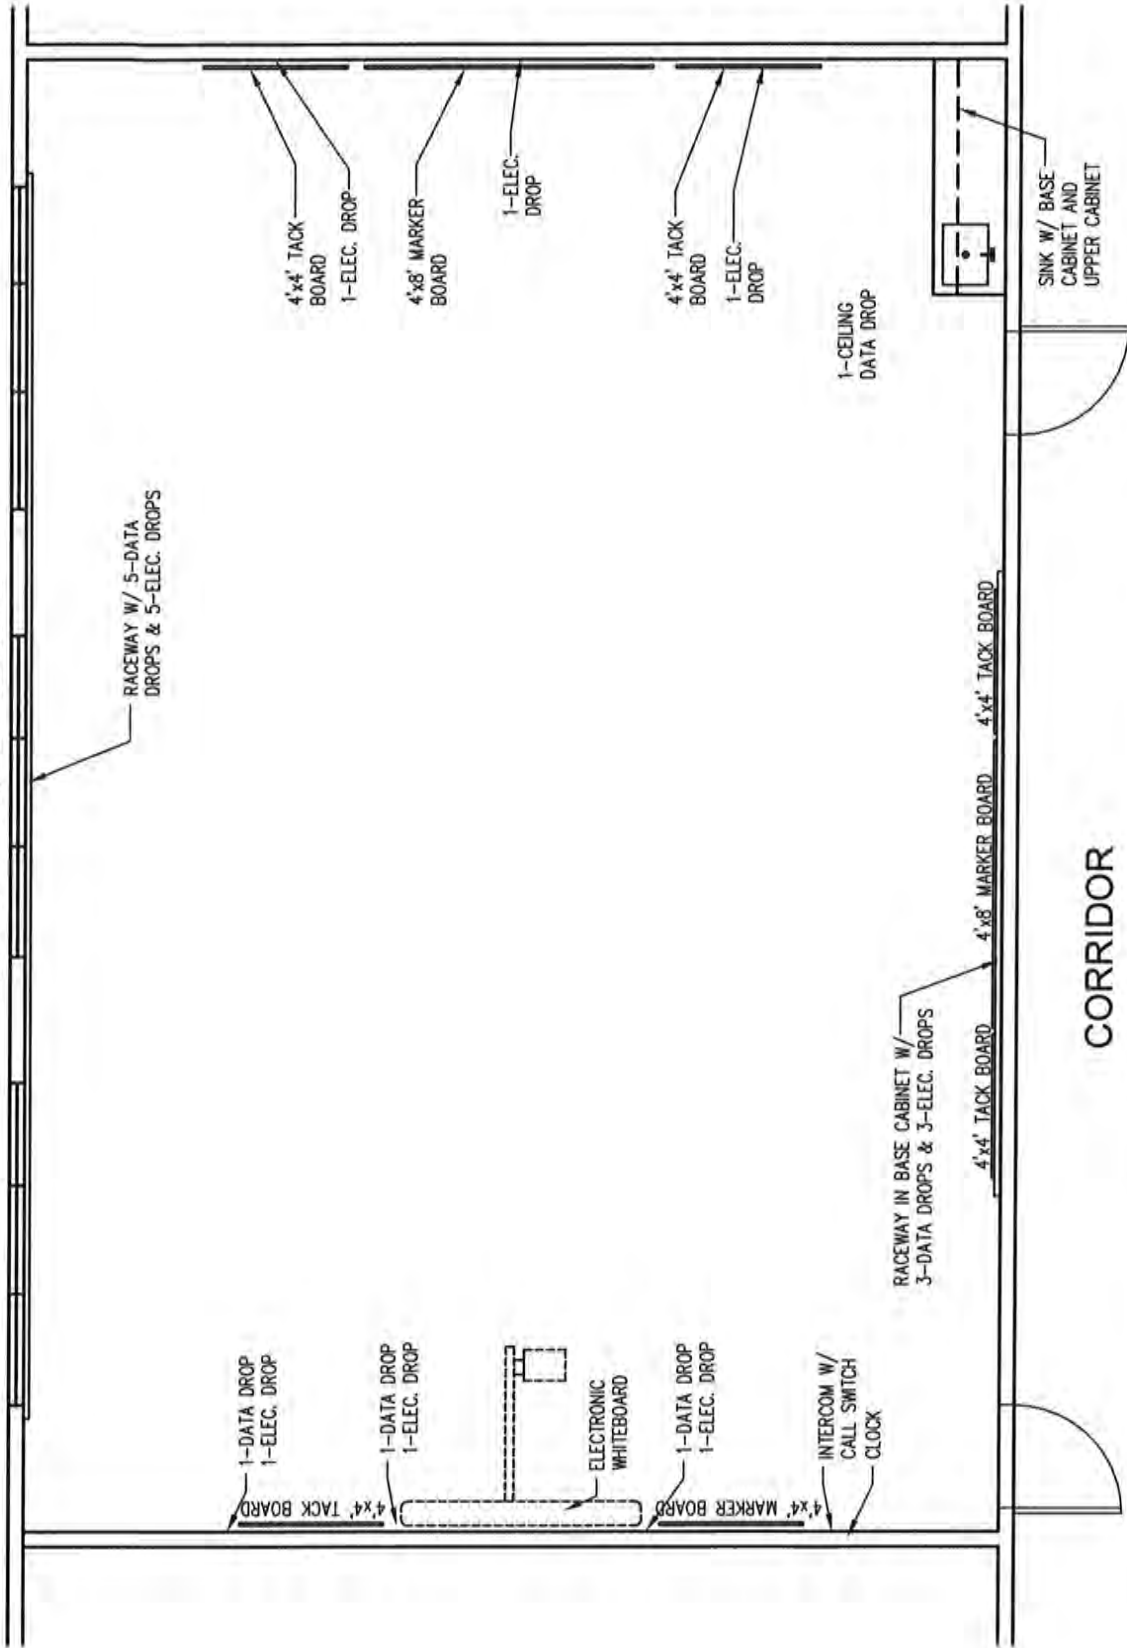 RACEWAY W/ 5-DATA
DROPS & 5-ELEC. DROPS
1-DATA DROP
1-ELEC. DROP
4'x4' TACK BOARD
1-DATA DROP
1-ELEC. DROP
ELECTRONIC
WHITEBOARD
1-DATA DROP
1-ELEC. DROP
4'x4' MARKER BOARD
INTERCOM W/
CALL SWITCH
CLOCK
4'x4' TACK
BOARD
1-ELEC. DROP
4'x8' MARKER
BOARD
1-ELEC.
DROP
4'x4' TACK
BOARD
1-ELEC.
DROP
1-CEILING
DATA DROP
RACEWAY IN BASE CABINET W/
3-DATA DROPS & 3-ELEC. DROPS
4'x4' TACK BOARD
4'x8' MARKER BOARD
4'x4' TACK BOARD
SINK W/ BASE
CABINET AND
UPPER CABINET
CORRIDOR